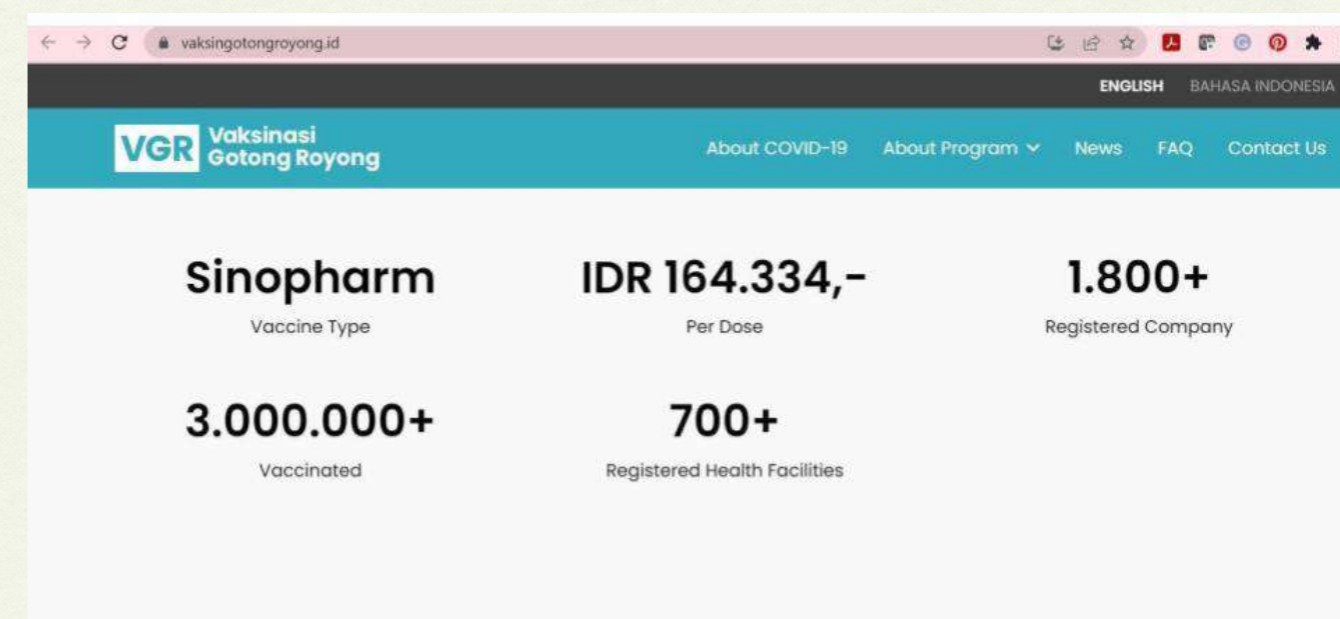 vaksingotongroyong.id
ENGLISH BAHASA INDONESIA
VGR Vaksinasi
Gotong Royong
About COVID-19 About Program News FAQ Contact Us
Sinopharm IDR 164.334,- 1.800+
Vaccine Type Per Dose Registered Company
3.000.000+ 700+
Vaccinated Registered Health Facilities